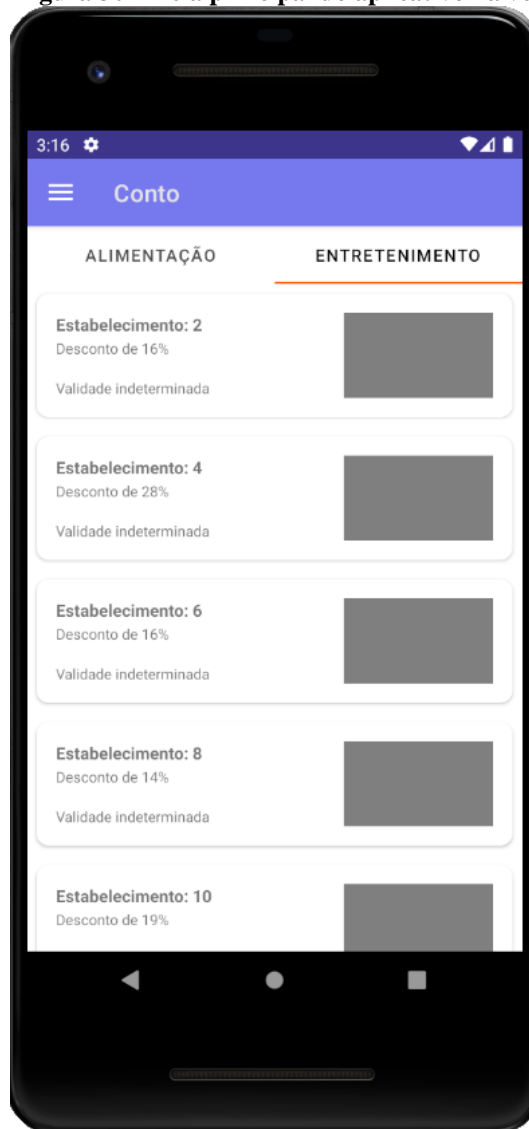 3:16
Conto
ALIMENTAÇÃO ENTRETENIMENTO
Estabelecimento: 2
Desconto de 16%
Validade indeterminada
Estabelecimento: 4
Desconto de 28%
Validade indeterminada
Estabelecimento: 6
Desconto de 16%
Validade indeterminada
Estabelecimento: 8
Desconto de 14%
Validade indeterminada
Estabelecimento: 10
Desconto de 19%